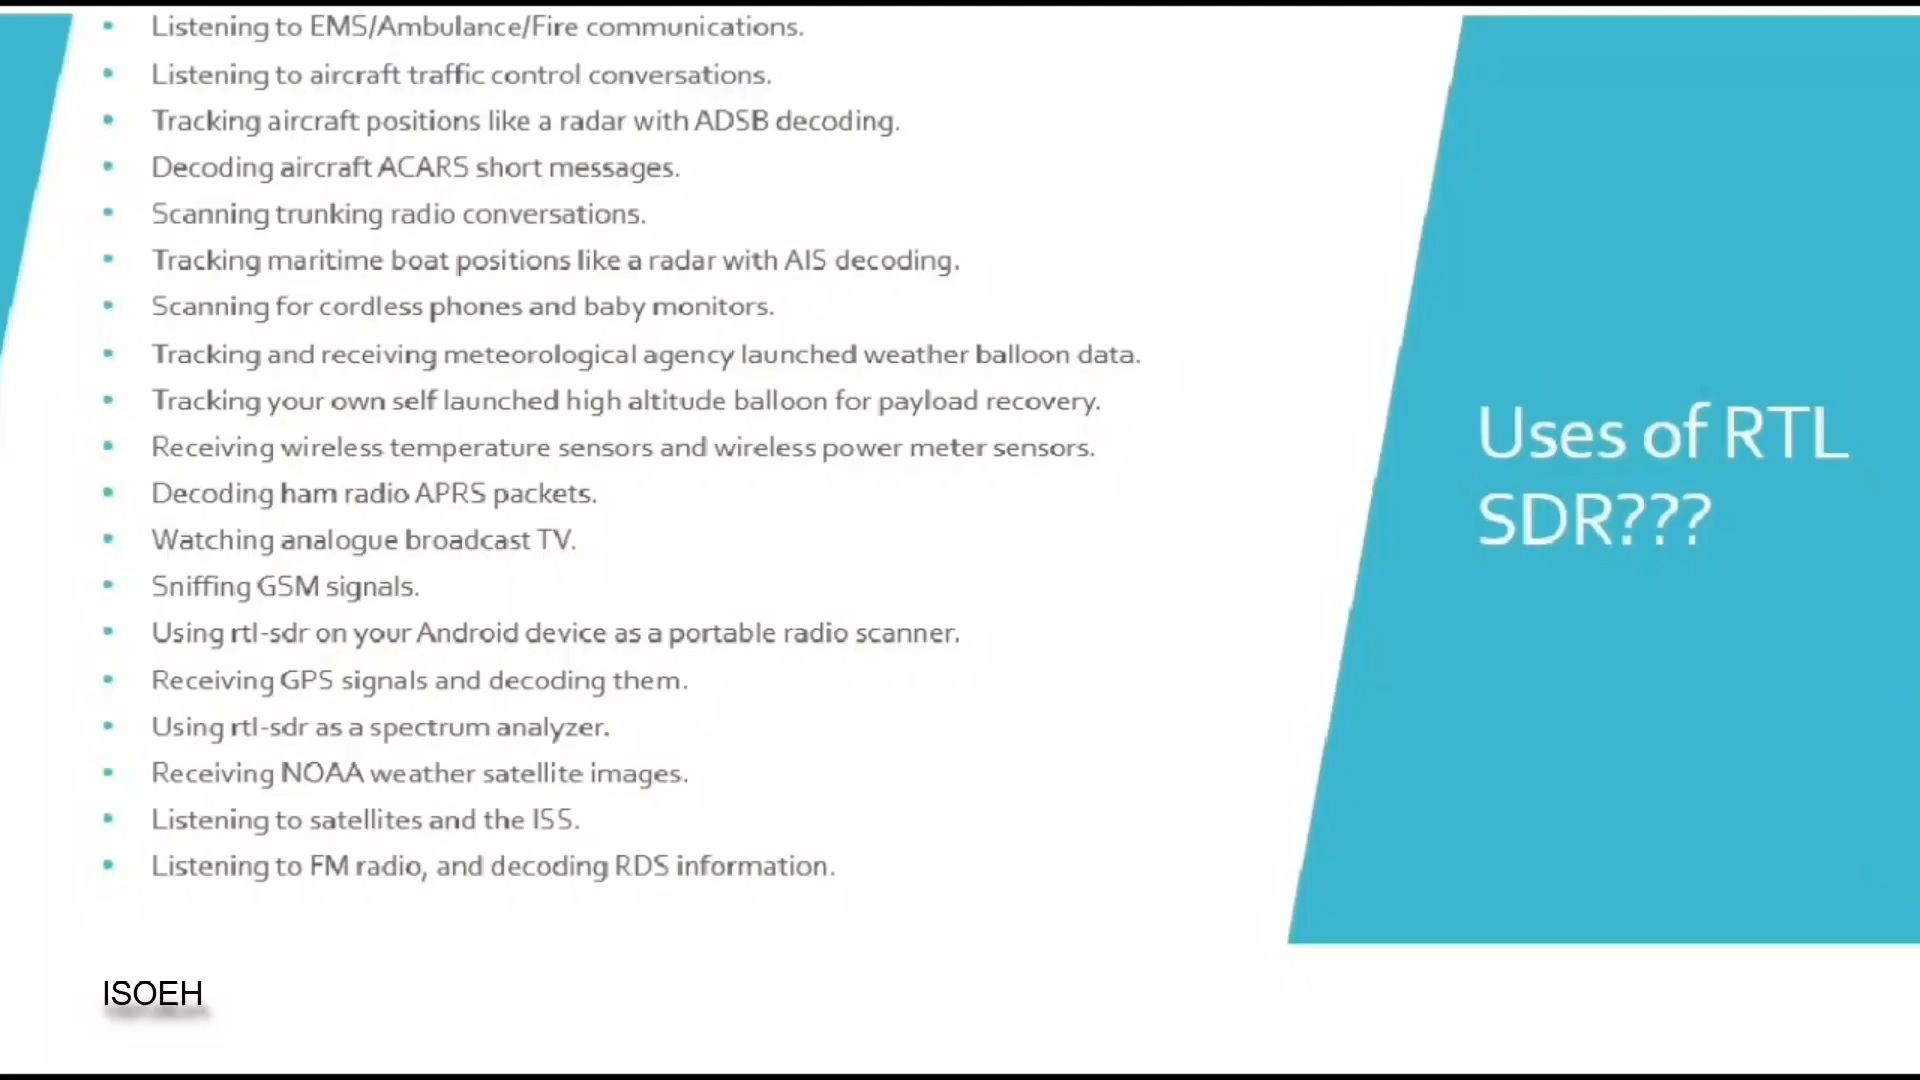 Listening to EMS/Ambulance/Fire communications.
Listening to aircraft traffic control conversations.
Tracking aircraft positions like a radar with ADSB decoding.
Decoding aircraft ACARS short messages.
Scanning trunking radio conversations.
Tracking maritime boat positions like a radar with AIS decoding.
Scanning for cordless phones and baby monitors.
Tracking and receiving meteorological agency launched weather balloon data.
Tracking your own self launched high altitude balloon for payload recovery.
Receiving wireless temperature sensors and wireless power meter sensors.
Decoding ham radio APRS packets.
Watching analogue broadcast TV.
Sniffing GSM signals.
Using rtl-sdr on your Android device as a portable radio scanner.
Receiving GPS signals and decoding them.
Using rtl-sdr as a spectrum analyzer.
Receiving NOAA weather satellite images.
Listening to satellites and the ISS.
Listening to FM radio, and decoding RDS information.
Uses of RTL
SDR???
ISOEH